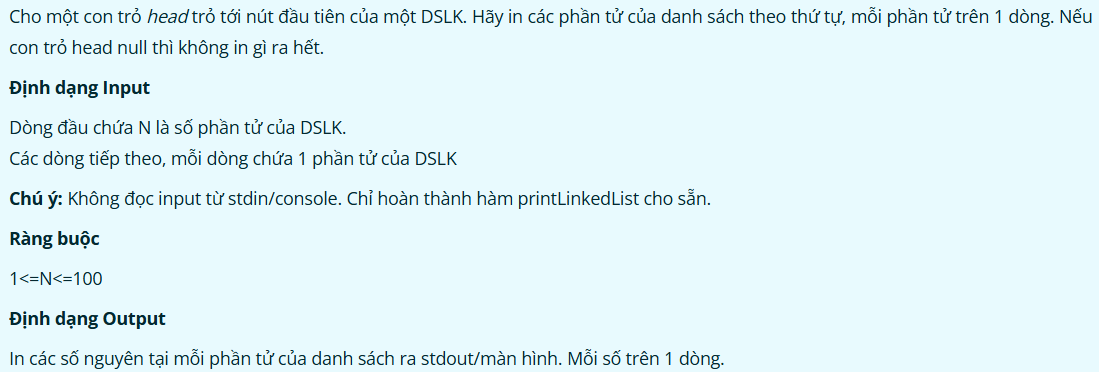 Cho một con trỏ head trỏ tới nút đầu tiên của một DSLK. Hãy in các phần tử của danh sách theo thứ tự, mỗi phần tử trên 1 dòng. Nếu
con trỏ head null thì không in gì ra hết.
Định dạng Input
Dòng đầu chứa N là số phần tử của DSLK.
Các dòng tiếp theo, mỗi dòng chứa 1 phần tử của DSLK
Chú ý: Không đọc input từ stdin/console. Chỉ hoàn thành hàm printLinkedList cho sẵn.
Ràng buộc
1<=N<=100
Định dạng Output
In các số nguyên tại mỗi phần tử của danh sách ra stdout/màn hình. Mỗi số trên 1 dòng.